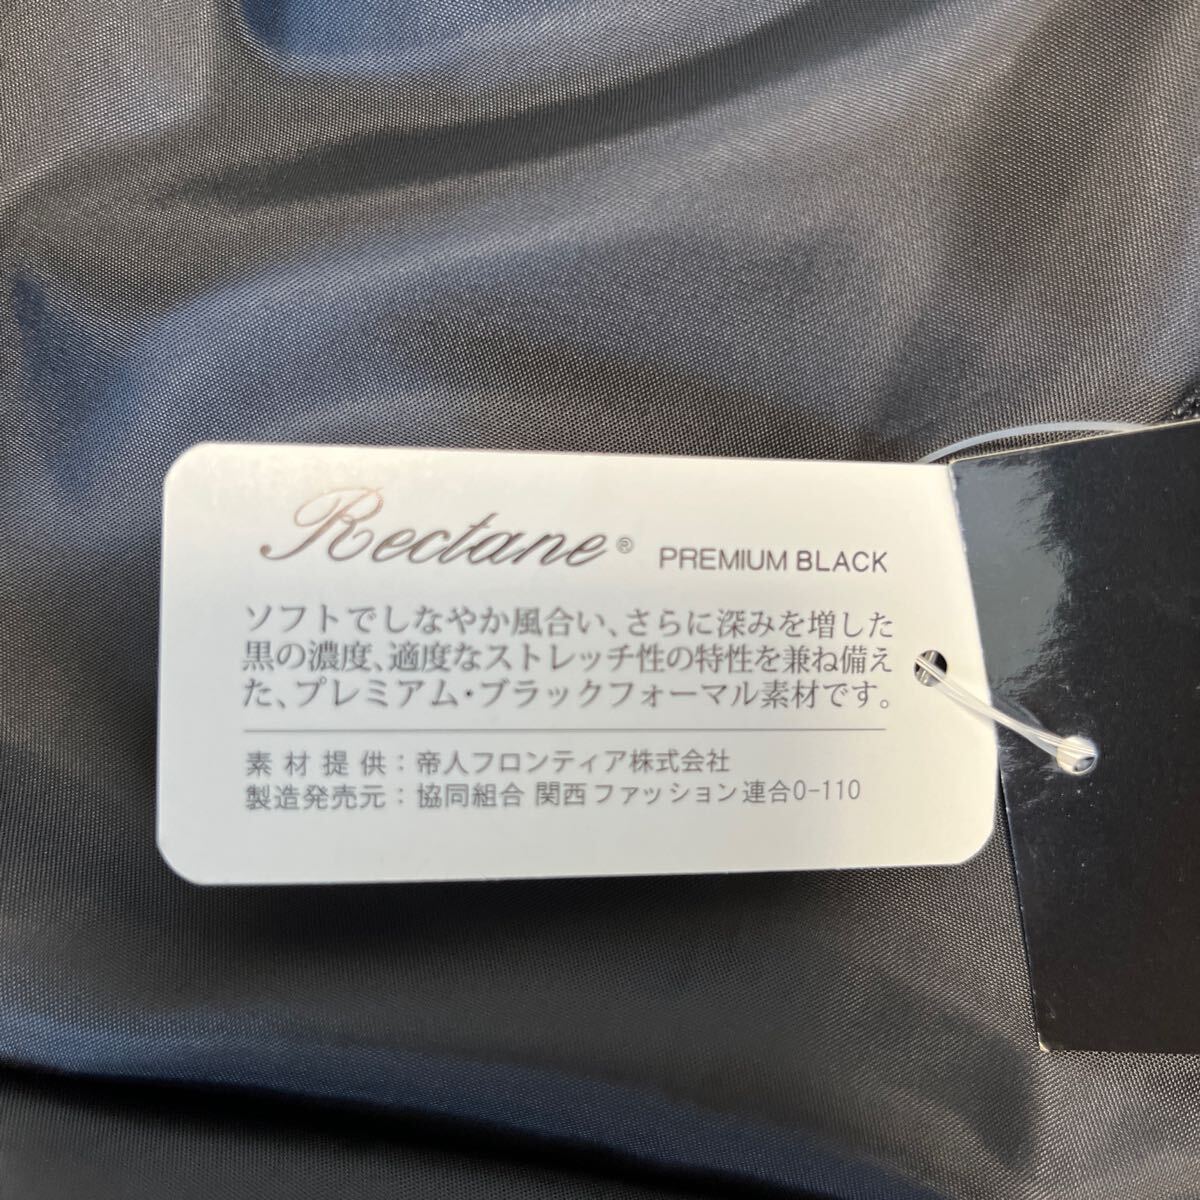 Rectane® PREMIUM BLACK
ソフトでしなやか風合い、さらに深みを増した
黒の濃度、適度なストレッチ性の特性を兼ね備え
た、プレミアム・ブラックフォーマル素材です。
素材提供：帝人フロンティア株式会社
製造発売元：協同組合 関西ファッション連合0-110